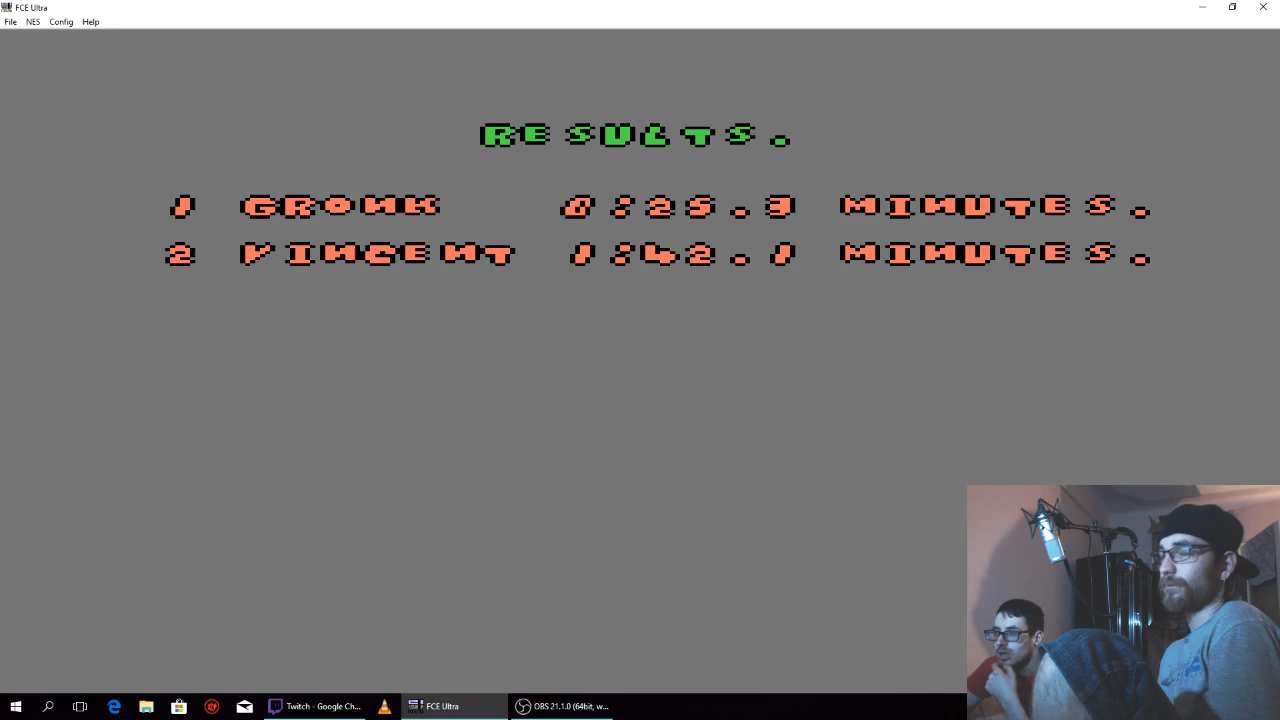 FCE Ultra
File NES Config Help
RESULTS.
1 GRONK 0:25.3 MINUTES.
2 VINCENT 1:42.1 MINUTES.
Twitch - Google Ch... FCE Ultra OBS 21.1.0 (64bit, w...